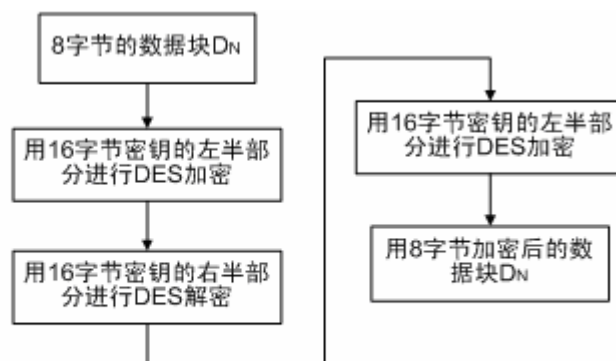 8字节的数据块DN
用16字节密钥的左半部
分进行DES加密
用16字节密钥的右半部
分进行DES解密
用16字节密钥的左半部
分进行DES加密
用8字节加密后的数
据块DN